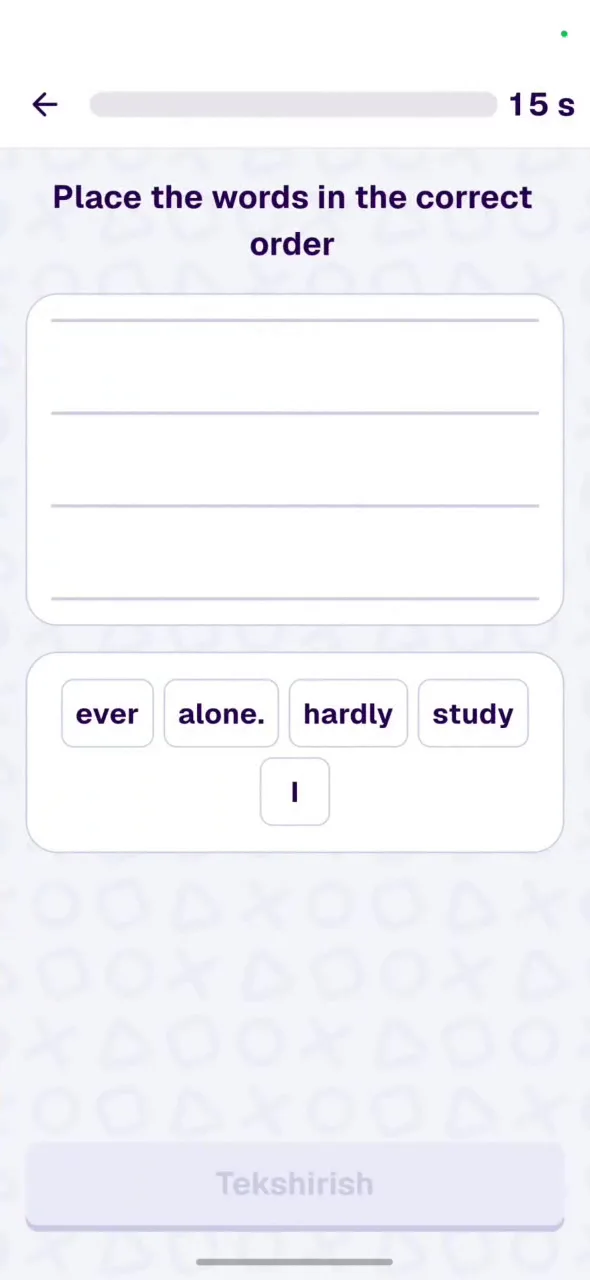 15 s
Place the words in the correct
order
ever alone. hardly study
I
Tekshirish